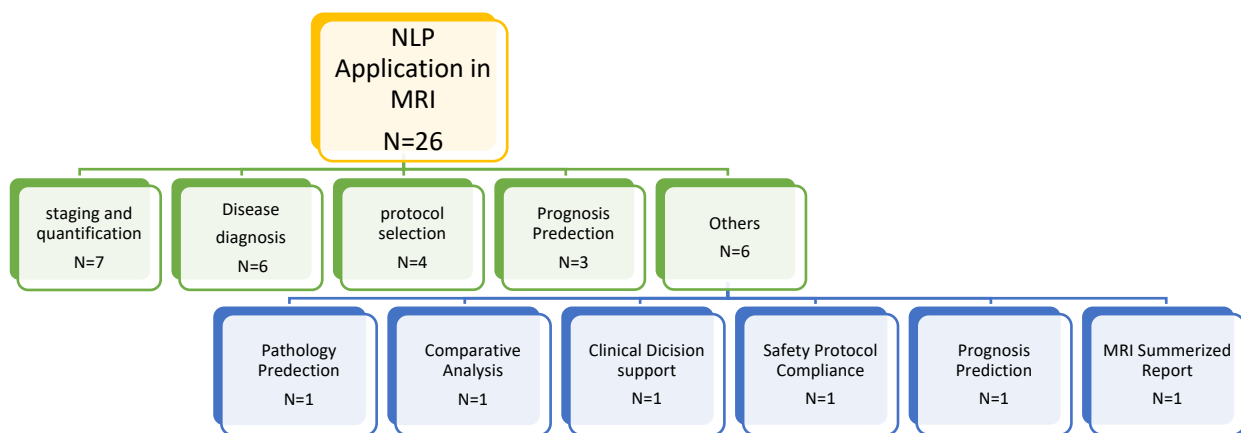 NLP
Application in
MRI
N=26
staging and
quantification
N=7
Disease
diagnosis
N=6
protocol
selection
N=4
Prognosis
Predection
N=3
Others
N=6
Pathology
Predection
N=1
Comparative
Analysis
N=1
Clinical Dicision
support
N=1
Safety Protocol
Compliance
N=1
Prognosis
Prediction
N=1
MRI Summerized
Report
N=1